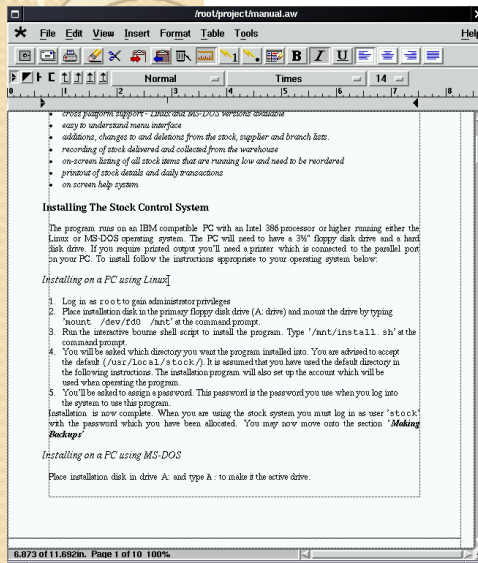 /root/project/manual.aw
File Edit View Insert Format Table Tools Help
B I U
Normal Times 14
0 1 2 3 4 5 6 7 8
cross platform support - Linux and MS-DOS versions available
easy to understand menu interface
additions, changes to and deletions from the stock, supplier and branch lists.
recording of stock delivered and collected from the warehouse
on-screen listing of all stock items that are running low and need to be reordered
printout of stock details and daily transactions
on screen help system
Installing The Stock Control System
The program runs on an IBM compatible PC with an Intel 386 processor or higher running either the
Linux or MS-DOS operating system. The PC will need to have a 3½" floppy disk drive and a hard
disk drive. If you require printed output you'll need a printer which is connected to the parallel port
on your PC. To install follow the instructions appropriate to your operating system below:
Installing on a PC using Linux
1. Log in as root to gain administrator privileges
2. Place installation disk in the primary floppy disk drive (A: drive) and mount the drive by typing
'mount /dev/fd0 /mnt' at the command prompt.
3. Run the interactive bourne shell script to install the program. Type '/mnt/install.sh' at the
command prompt.
4. You will be asked which directory you want the program installed into. You are advised to accept
the default (/usr/local/stock/). It is assumed that you have used the default directory in
the following instructions. The installation program will also set up the account which will be
used when operating the program.
5. You'll be asked to assign a password. This password is the password you use when you log into
the system to use this program.
Installation is now complete. When you are using the stock system you must log in as user 'stock'
with the password which you have been allocated. You may now move onto the section 'Making
Backups'
Installing on a PC using MS-DOS
Place installation disk in drive A: and type A: to make it the active drive.
6.873 of 11.692in. Page 1 of 10 100%